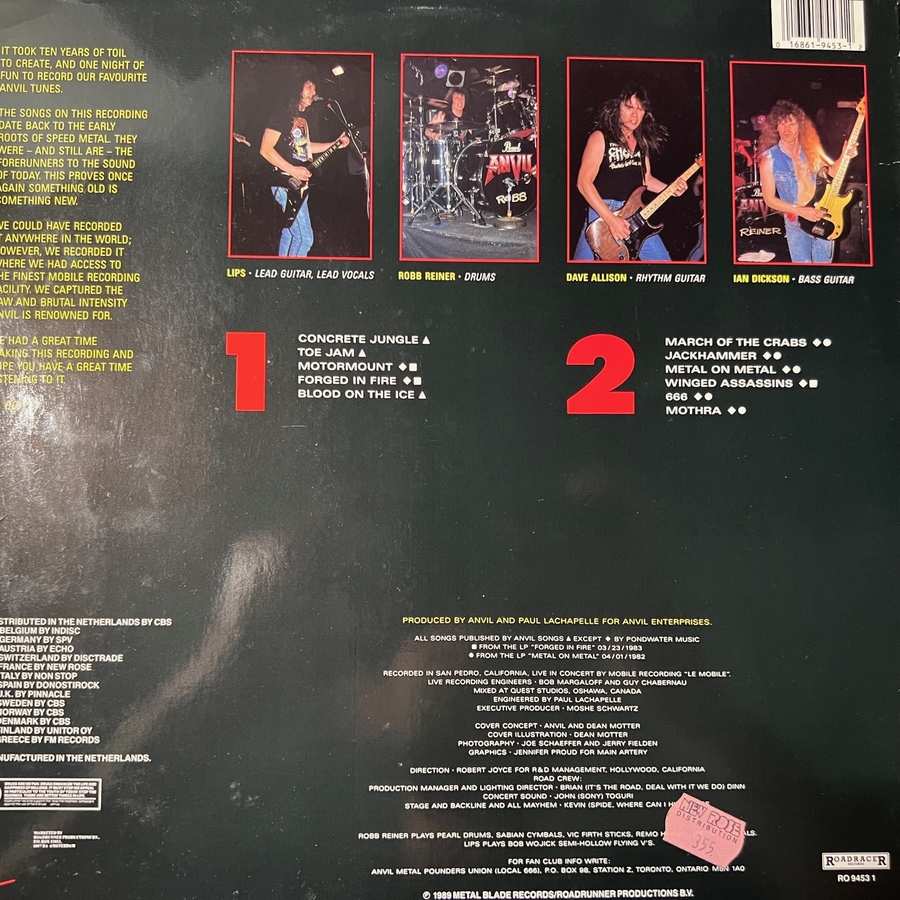 0 16861-9453-1
IT TOOK TEN YEARS OF TOIL
TO CREATE, AND ONE NIGHT OF
FUN TO RECORD OUR FAVOURITE
ANVIL TUNES.
THE SONGS ON THIS RECORDING
DATE BACK TO THE EARLY
ROOTS OF SPEED METAL. THEY
WERE – AND STILL ARE – THE
FORERUNNERS TO THE SOUND
OF TODAY. THIS PROVES ONCE
AGAIN SOMETHING OLD IS
SOMETHING NEW.
WE COULD HAVE RECORDED
T ANYWHERE IN THE WORLD;
HOWEVER, WE RECORDED IT
WHERE WE HAD ACCESS TO
THE FINEST MOBILE RECORDING
FACILITY. WE CAPTURED THE
RAW AND BRUTAL INTENSITY
ANVIL IS RENOWNED FOR.
E HAD A GREAT TIME
AKING THIS RECORDING AND
OPE YOU HAVE A GREAT TIME
STENING TO IT.
Pearl
ANVIL
ROBB
REINER
LIPS · LEAD GUITAR, LEAD VOCALS
ROBB REINER · DRUMS
DAVE ALLISON · RHYTHM GUITAR
IAN DICKSON · BASS GUITAR
1
CONCRETE JUNGLE ▲
TOE JAM ▲
MOTORMOUNT ◆■
FORGED IN FIRE ◆■
BLOOD ON THE ICE ▲
2
MARCH OF THE CRABS ◆●
JACKHAMMER ◆●
METAL ON METAL ◆●
WINGED ASSASSINS ◆■
666 ◆●
MOTHRA ◆●
STRIBUTED IN THE NETHERLANDS BY CBS
BELGIUM BY INDISC
GERMANY BY SPV
AUSTRIA BY ECHO
SWITZERLAND BY DISCTRADE
FRANCE BY NEW ROSE
ITALY BY NON STOP
SPAIN BY DONOSTIROCK
U.K. BY PINNACLE
SWEDEN BY CBS
NORWAY BY CBS
DENMARK BY CBS
FINLAND BY UNITOR OY
GREECE BY FM RECORDS
NUFACTURED IN THE NETHERLANDS.
PRODUCED BY ANVIL AND PAUL LACHAPELLE FOR ANVIL ENTERPRISES.
ALL SONGS PUBLISHED BY ANVIL SONGS ▲ EXCEPT ◆ BY PONDWATER MUSIC
■ FROM THE LP "FORGED IN FIRE" 03/23/1983
● FROM THE LP "METAL ON METAL" 04/01/1982
RECORDED IN SAN PEDRO, CALIFORNIA, LIVE IN CONCERT BY MOBILE RECORDING "LE MOBILE".
LIVE RECORDING ENGINEERS · BOB MARGALOFF AND GUY CHABERNAU
MIXED AT QUEST STUDIOS, OSHAWA, CANADA
ENGINEERED BY PAUL LACHAPELLE
EXECUTIVE PRODUCER · MOSHE SCHWARTZ
COVER CONCEPT · ANVIL AND DEAN MOTTER
COVER ILLUSTRATION · DEAN MOTTER
PHOTOGRAPHY · JOE SCHAEFFER AND JERRY FIELDEN
GRAPHICS · JENNIFER PROUD FOR MAIN ARTERY
DIRECTION · ROBERT JOYCE FOR R&D MANAGEMENT, HOLLYWOOD, CALIFORNIA
ROAD CREW:
PRODUCTION MANAGER AND LIGHTING DIRECTOR · BRIAN (IT'S THE ROAD, DEAL WITH IT WE DO) DINN
CONCERT SOUND · JOHN (SONY) TOGURI
STAGE AND BACKLINE AND ALL MAYHEM · KEVIN (SPIDE, WHERE CAN I
NEW ROSE
DISTRIBUTION
355
ROBB REINER PLAYS PEARL DRUMS, SABIAN CYMBALS, VIC FIRTH STICKS, REMO
LIPS PLAYS BOB WOJICK SEMI-HOLLOW FLYING V'S.
FOR FAN CLUB INFO WRITE:
ANVIL METAL POUNDERS UNION (LOCAL 666), P.O. BOX 98, STATION Z, TORONTO, ONTARIO M5N 1A0
℗ © 1989 METAL BLADE RECORDS/ROADRUNNER PRODUCTIONS B.V.
ROADRACER
RECORDS
RO 9453 1